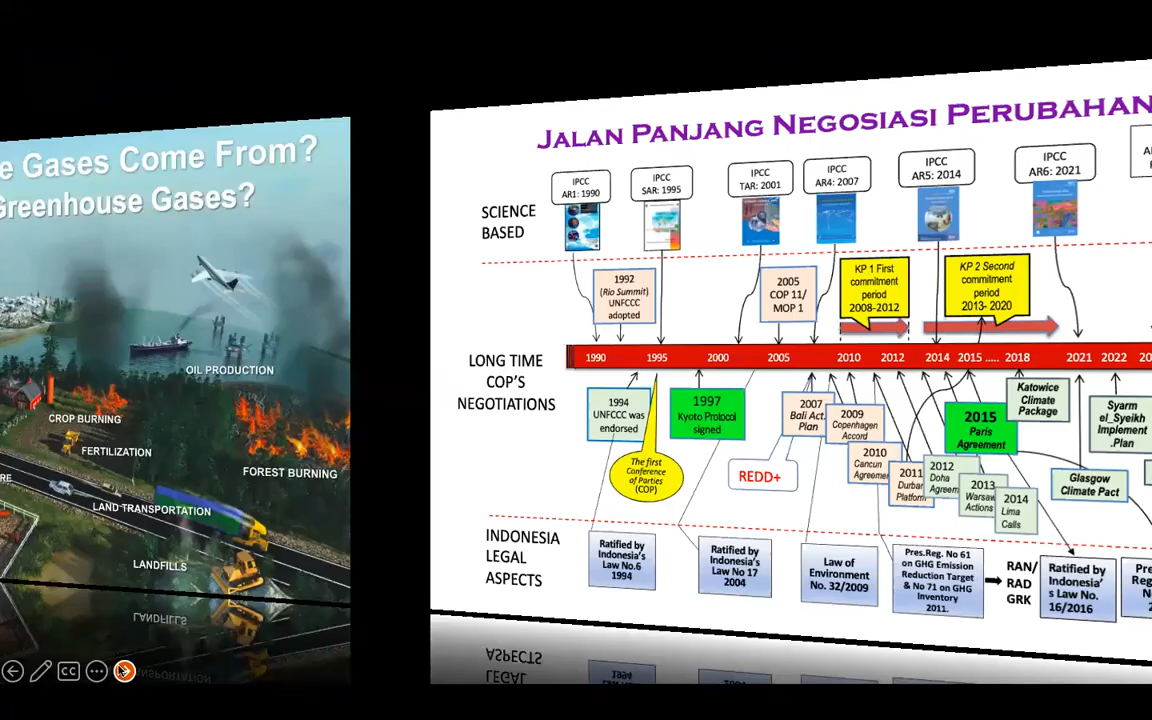 e Gases Come From?
Greenhouse Gases?
OIL PRODUCTION
CROP BURNING
FERTILIZATION
FOREST BURNING
RE
LAND TRANSPORTATION
LANDFILLS
LANDFILLS
CC
JALAN PANJANG NEGOSIASI PERUBAHAN
SCIENCE
BASED
IPCC
AR1: 1990
IPCC
SAR: 1995
TAR: 2001
IPCC
AR4: 2007
IPCC
AR5: 2014
IPCC
AR6: 2021
1992
(Rio Summit)
UNFCCC
adopted
2005
COP 11/
MOP 1
KP 1 First
commitment
period
2008-2012
KP 2 Second
commitment
period
2013- 2020
LONG TIME
COP'S
NEGOTIATIONS
1990
1995
2000
2005
2010
2012
2014
2015 .....
2018
2021
2022
1994
UNFCCC was
endorsed
The first
Conference
of Parties
(COP)
1997
Kyoto Protocol
signed
REDD+
2007
Bali Act.
Plan
2009
Copenhagen
Accord
2010
Cancun
Agreemen
2011
Durban
Platform
2012
Doha
Agreem
2013
Warsaw
Actions
2014
Lima
Calls
2015
Paris
Agreement
Katowice
Climate
Package
Glasgow
Climate Pact
Syarm
el_Syeikh
Implement
.Plan
INDONESIA
LEGAL
ASPECTS
Ratified by
Indonesia's
Law No.6
1994
Ratified by
Indonesia's
Law No 17
2004
Law of
Environment
No. 32/2009
Pres.Reg. No 61
on GHG Emission
Reduction Target
& No 71 on GHG
Inventory
2011.
RAN/
RAD
GRK
Ratified by
Indonesia'
s Law No.
16/2016
ASPECTS
LEGAL